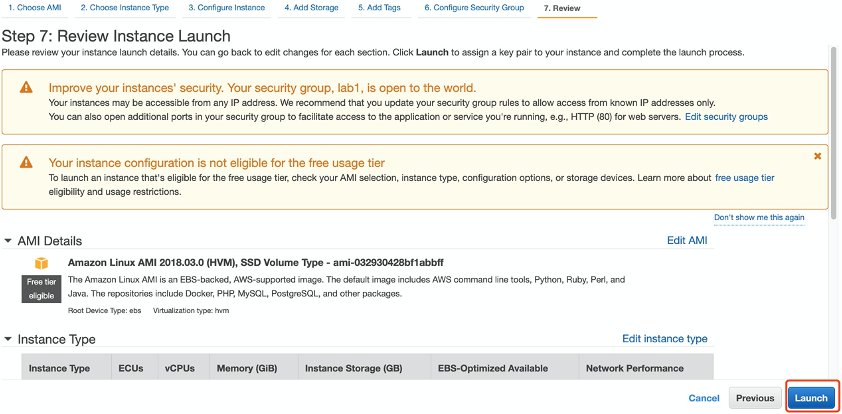 1. Choose AMI 2. Choose Instance Type 3. Configure Instance 4. Add Storage 5. Add Tags 6. Configure Security Group 7. Review
Step 7: Review Instance Launch
Please review your instance launch details. You can go back to edit changes for each section. Click Launch to assign a key pair to your instance and complete the launch process.
Improve your instances' security. Your security group, lab1, is open to the world.
Your instances may be accessible from any IP address. We recommend that you update your security group rules to allow access from known IP addresses only.
You can also open additional ports in your security group to facilitate access to the application or service you're running, e.g., HTTP (80) for web servers. Edit security groups
Your instance configuration is not eligible for the free usage tier
To launch an instance that's eligible for the free usage tier, check your AMI selection, instance type, configuration options, or storage devices. Learn more about free usage tier
eligibility and usage restrictions.
Don't show me this again
AMI Details Edit AMI
Amazon Linux AMI 2018.03.0 (HVM), SSD Volume Type - ami-032930428bf1abbff
Free tier
eligible
The Amazon Linux AMI is an EBS-backed, AWS-supported image. The default image includes AWS command line tools, Python, Ruby, Perl, and
Java. The repositories include Docker, PHP, MySQL, PostgreSQL, and other packages.
Root Device Type: ebs Virtualization type: hvm
Instance Type Edit instance type
Instance Type ECUs vCPUs Memory (GiB) Instance Storage (GB) EBS-Optimized Available Network Performance
Cancel Previous Launch